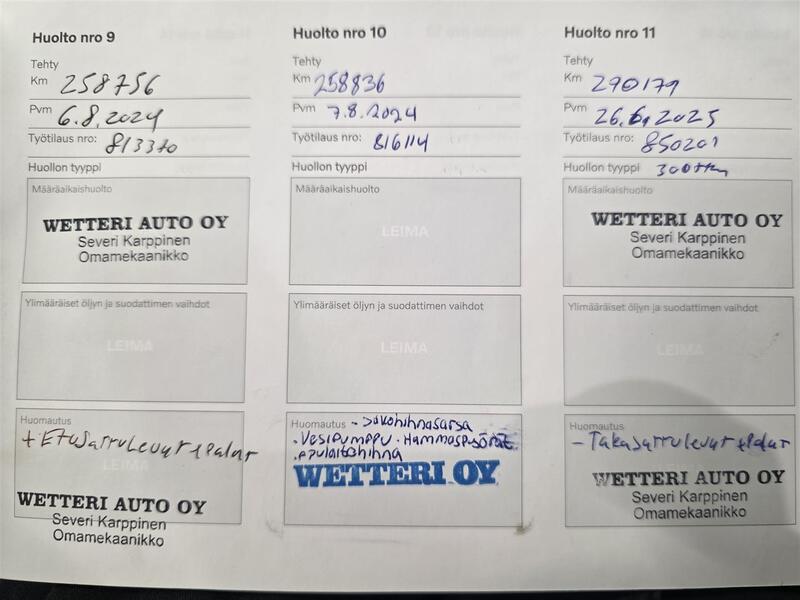 Huolto nro 9
Tehty
Km 258756
Pvm 6.8.2024
Työtilaus nro: 813370
Huollon tyyppi
Määräaikaishuolto
WETTERI AUTO OY
Severi Karppinen
Omamekaanikko
Ylimääräiset öljyn ja suodattimen vaihdot
LEIMA
Huomautus
+ Etusarrulevyt + palat
LEIMA
WETTERI AUTO OY
Severi Karppinen
Omamekaanikko
Huolto nro 10
Tehty
Km 258836
Pvm 7.8.2024
Työtilaus nro: 816114
Huollon tyyppi
Määräaikaishuolto
LEIMA
Ylimääräiset öljyn ja suodattimen vaihdot
LEIMA
Huomautus - Jakohihnasarsa
. Vesipumppu . Hammaspyörät
. Apulaitehihna
WETTERI OY
Huolto nro 11
Tehty
Km 290179
Pvm 26.6.2025
Työtilaus nro: 850201
Huollon tyyppi 300tkm
Määräaikaishuolto
WETTERI AUTO OY
Severi Karppinen
Omamekaanikko
Ylimääräiset öljyn ja suodattimen vaihdot
LEIMA
Huomautus
- Takasarrulevyt + palat
WETTERI AUTO OY
Severi Karppinen
Omamekaanikko